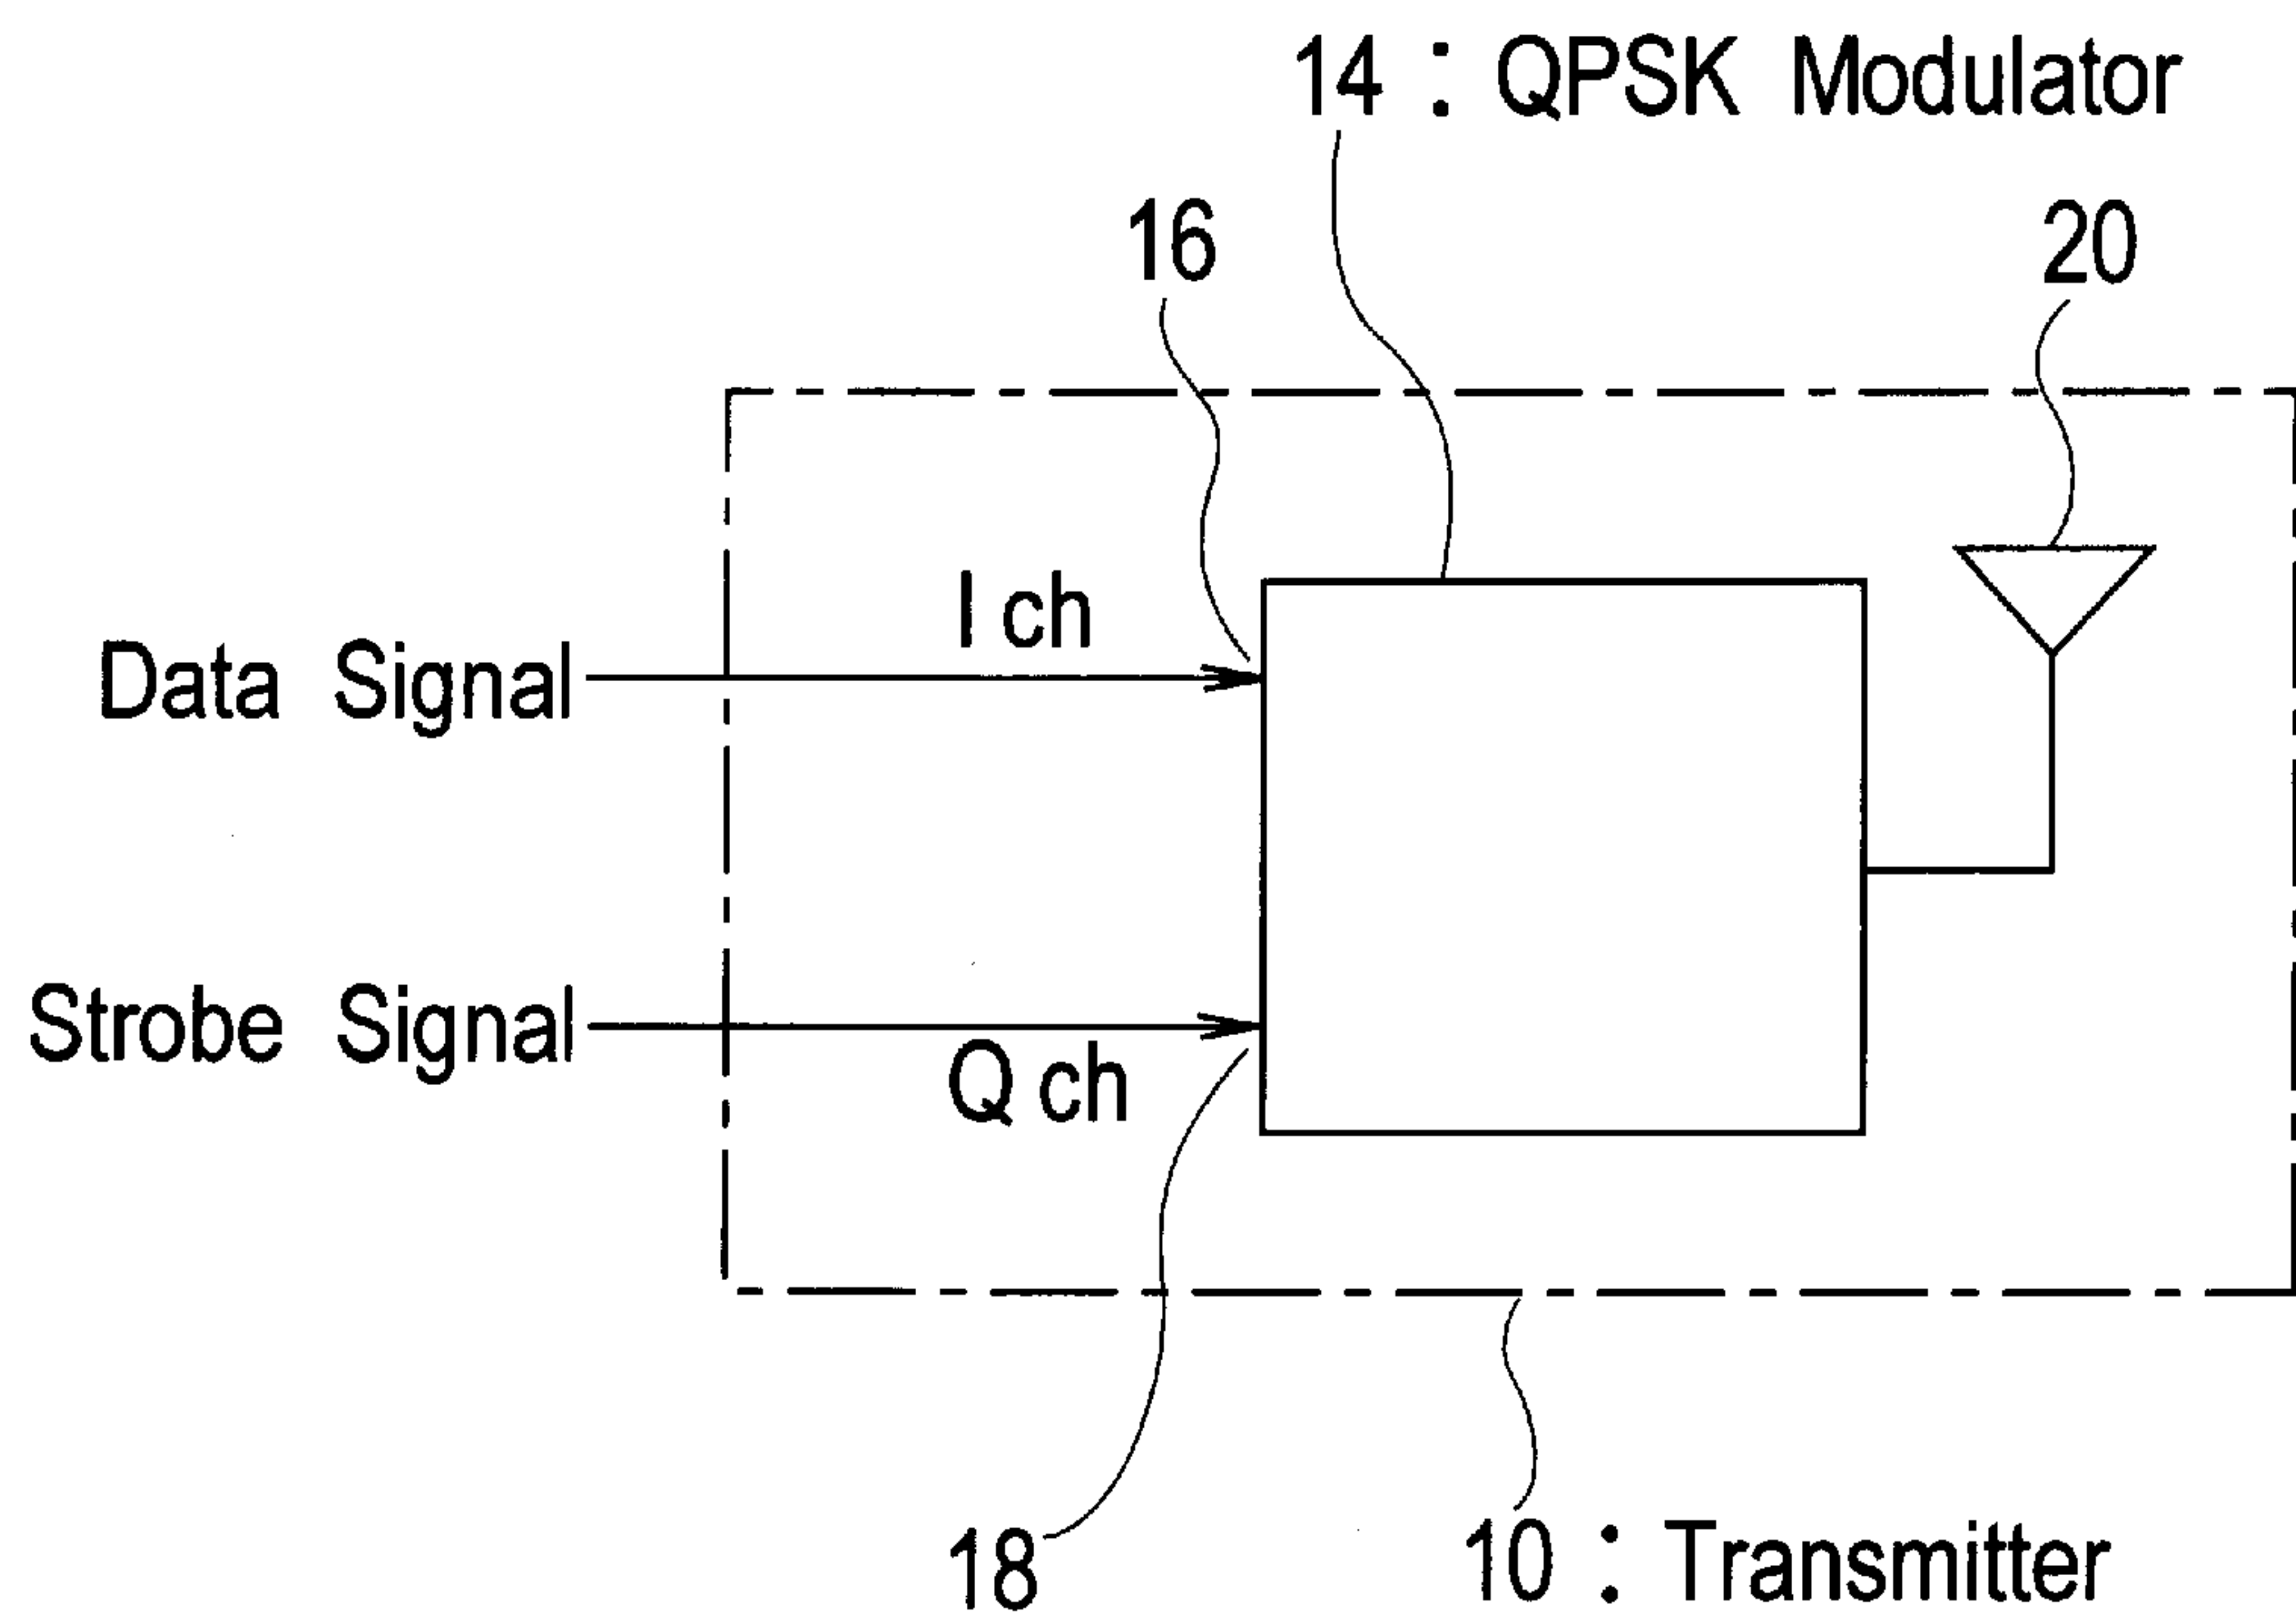 14 : QPSK Modulator
16
20
I ch
Data Signal
Strobe Signal
Q ch
18
10 : Transmitter